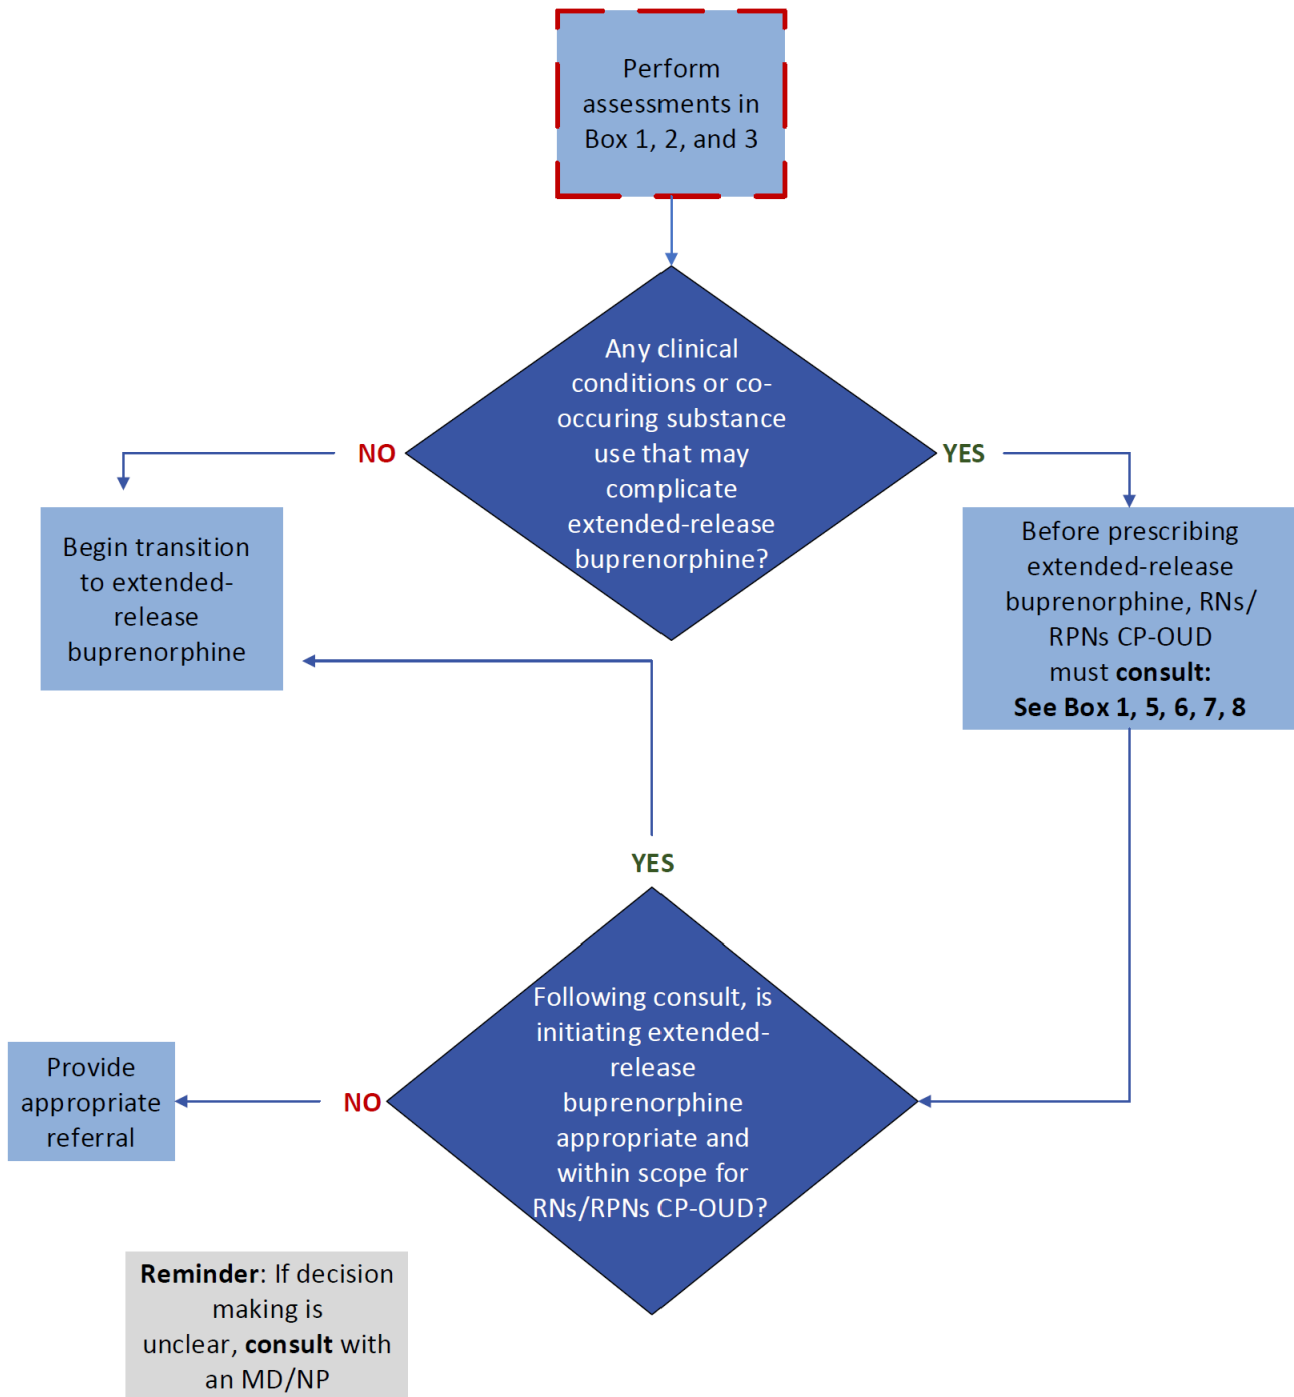 Perform
assessments in
Box 1, 2, and 3
Any clinical
conditions or co-
occuring substance
use that may
complicate
extended-release
buprenorphine?
NO
YES
Begin transition
to extended-
release
buprenorphine
Before prescribing
extended-release
buprenorphine, RNs/
RPNs CP-OUD
must consult:
See Box 1, 5, 6, 7, 8
YES
Following consult, is
initiating extended-
release
buprenorphine
appropriate and
within scope for
RNs/RPNs CP-OUD?
NO
Provide
appropriate
referral
Reminder: If decision
making is
unclear, consult with
an MD/NP